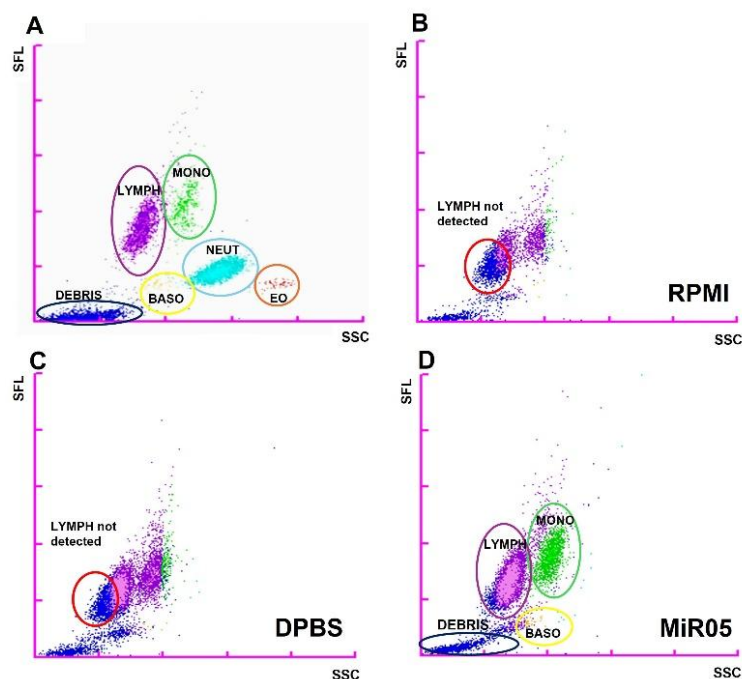 A
SFL
LYMPH
MONO
NEUT
DEBRIS
BASO
EO
SSC
B
SFL
LYMPH not
detected
RPMI
SSC
C
SFL
LYMPH not
detected
DPBS
SSC
D
SFL
MONO
LYMPH
DEBRIS
BASO
MiR05
SSC